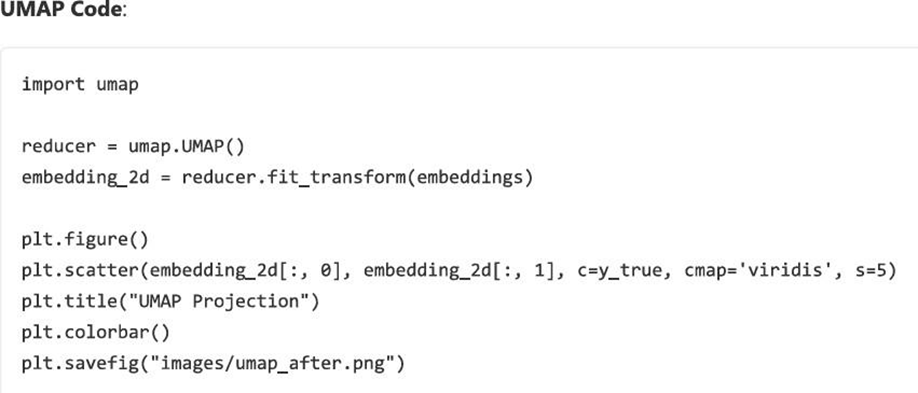 UMAP Code:
import umap
reducer = umap.UMAP()
embedding_2d = reducer.fit_transform(embeddings)
plt.figure()
plt.scatter(embedding_2d[:, 0], embedding_2d[:, 1], c=y_true, cmap='viridis', s=5)
plt.title("UMAP Projection")
plt.colorbar()
plt.savefig("images/umap_after.png")